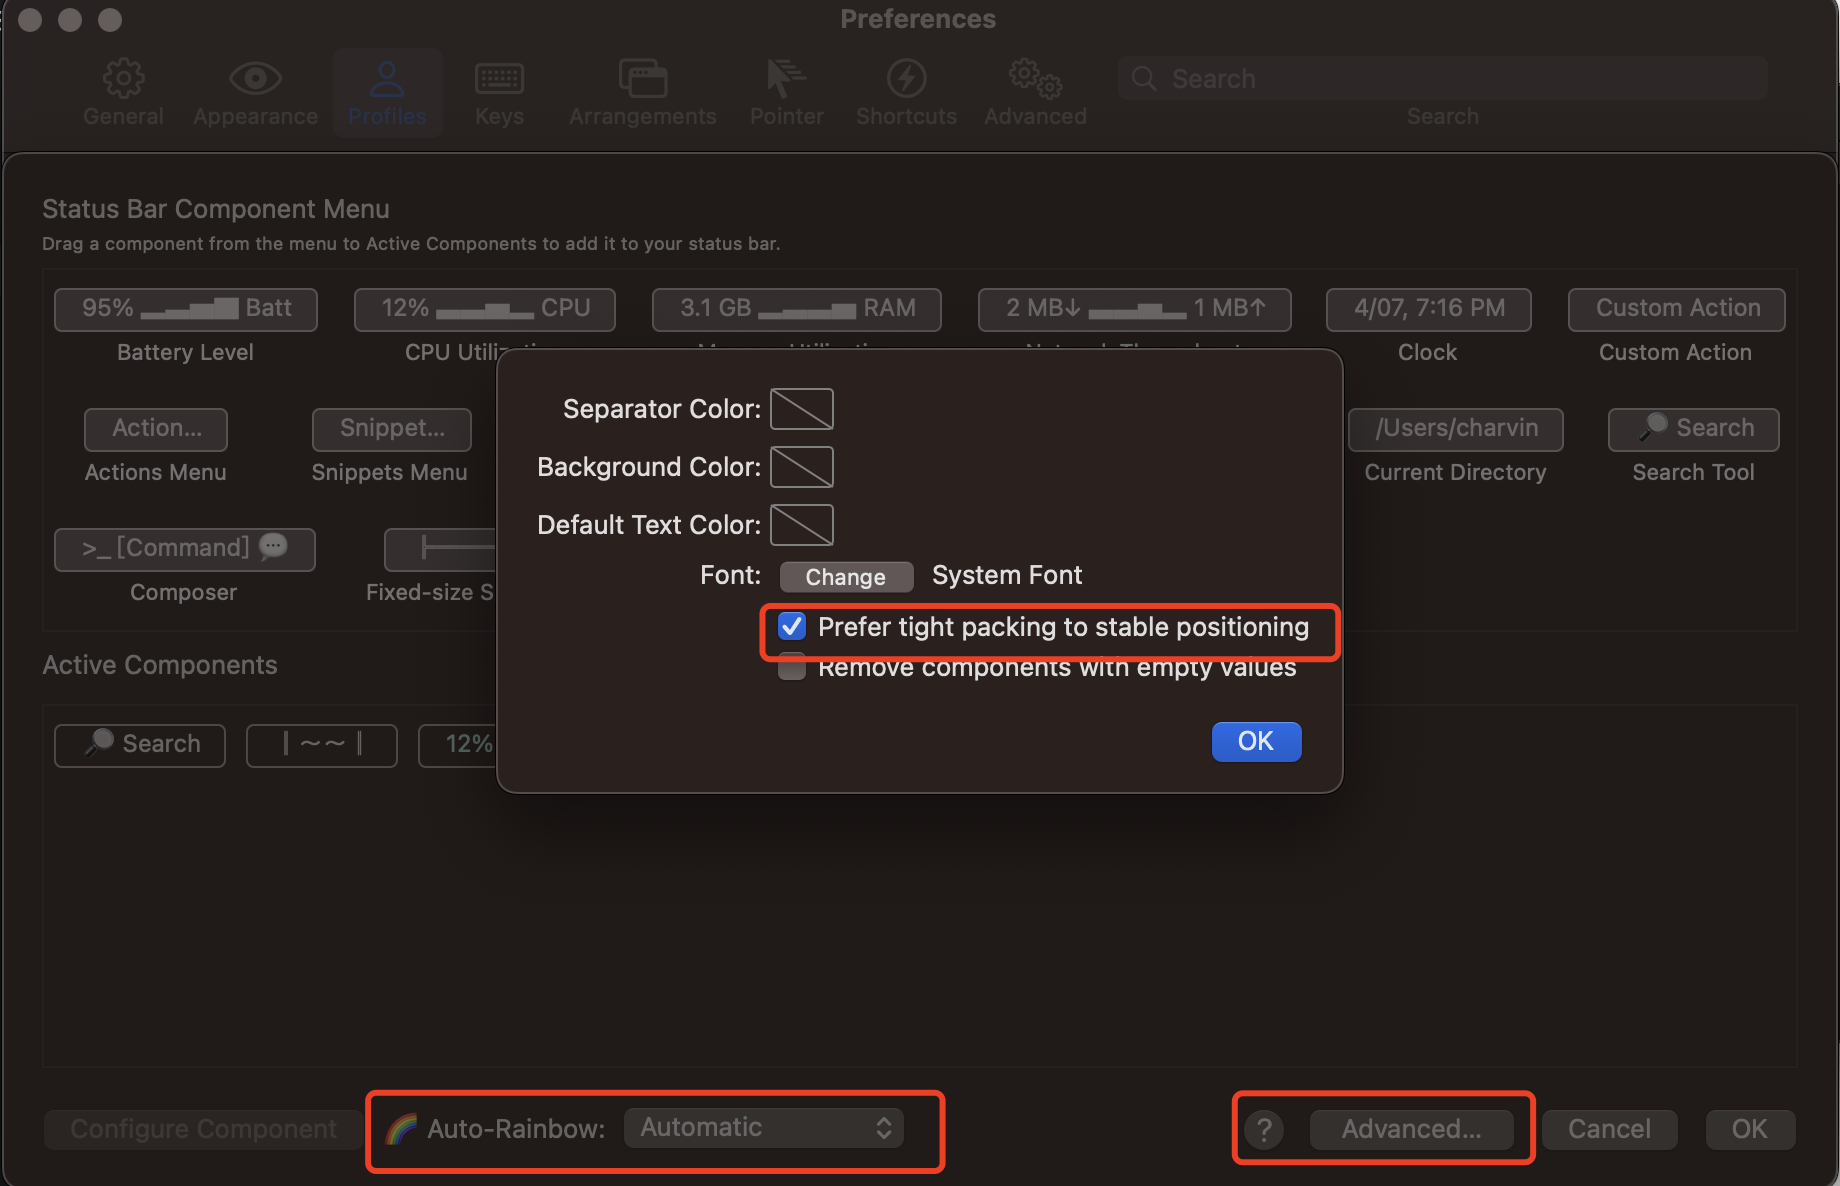 Preferences
General
Appearance
Profiles
Keys
Arrangements
Pointer
Shortcuts
Advanced
Search
Search
Status Bar Component Menu
Drag a component from the menu to Active Components to add it to your status bar.
95% Batt
12% CPU
3.1 GB RAM
2 MB↓ 1 MB↑
4/07, 7:16 PM
Custom Action
Battery Level
Clock
Custom Action
Action...
Snippet...
/Users/charvin
Search
Actions Menu
Snippets Menu
Current Directory
Search Tool
>_ [Command]
Composer
Fixed-size S
Separator Color:
Background Color:
Default Text Color:
Font: Change System Font
Prefer tight packing to stable positioning
Remove components with empty values
OK
Active Components
Search
12%
Configure Component
Auto-Rainbow: Automatic
? Advanced... Cancel OK